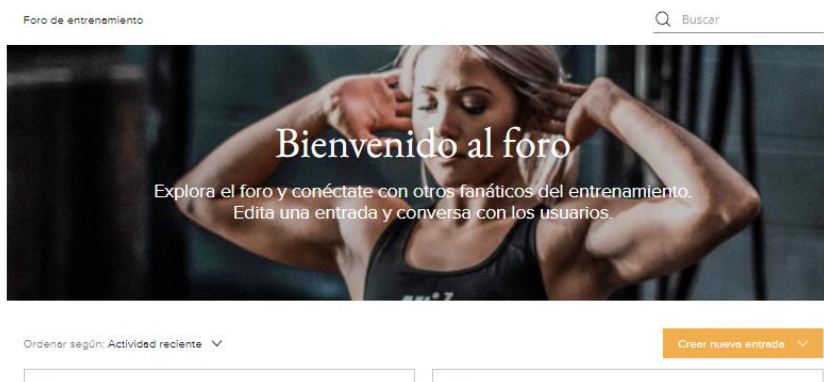 Foro de entrenamiento
Buscar
Bienvenido al foro
Explora el foro y conéctate con otros fanáticos del entrenamiento.
Edita una entrada y conversa con los usuarios.
Ordenar según: Actividad reciente
Crear nueva entrada